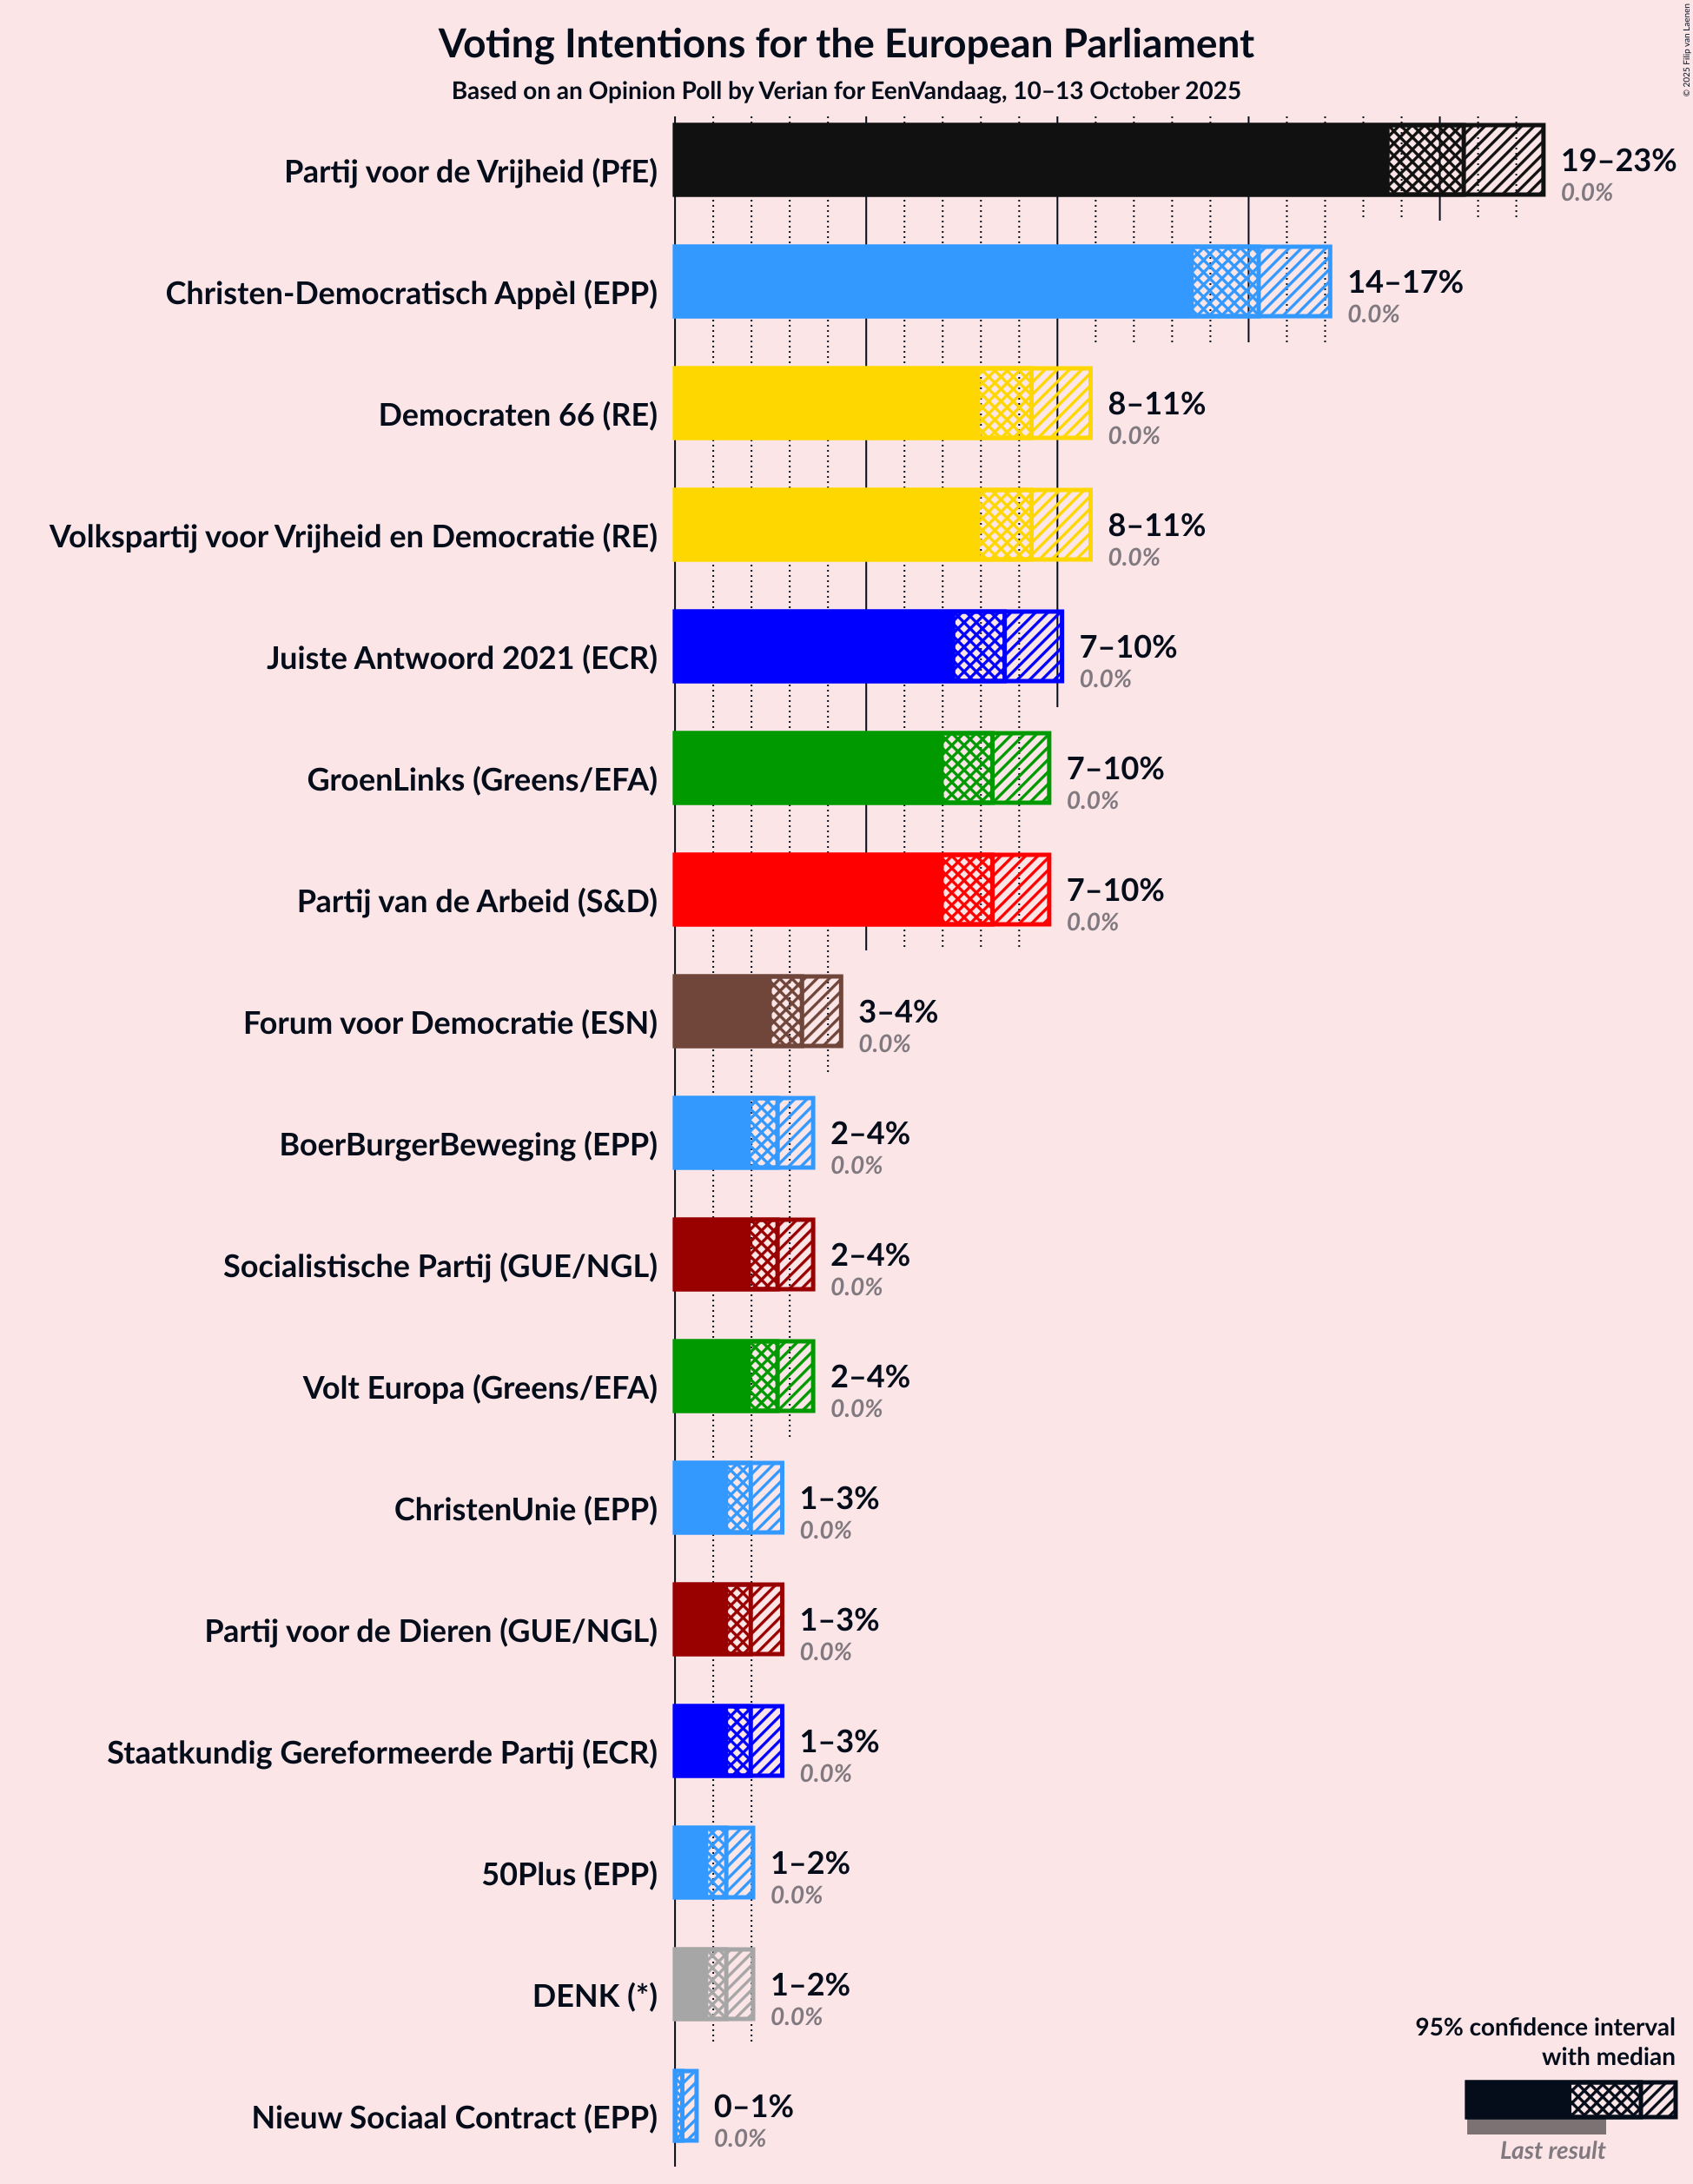 Voting Intentions for the European Parliament
Based on an Opinion Poll by Verian for EenVandaag, 10–13 October 2025
© 2025 Filip van Laenen
Partij voor de Vrijheid (PfE)
19–23%
0.0%
Christen-Democratisch Appèl (EPP)
14–17%
0.0%
Democraten 66 (RE)
8–11%
0.0%
Volkspartij voor Vrijheid en Democratie (RE)
8–11%
0.0%
Juiste Antwoord 2021 (ECR)
7–10%
0.0%
GroenLinks (Greens/EFA)
7–10%
0.0%
Partij van de Arbeid (S&D)
7–10%
0.0%
Forum voor Democratie (ESN)
3–4%
0.0%
BoerBurgerBeweging (EPP)
2–4%
0.0%
Socialistische Partij (GUE/NGL)
2–4%
0.0%
Volt Europa (Greens/EFA)
2–4%
0.0%
ChristenUnie (EPP)
1–3%
0.0%
Partij voor de Dieren (GUE/NGL)
1–3%
0.0%
Staatkundig Gereformeerde Partij (ECR)
1–3%
0.0%
50Plus (EPP)
1–2%
0.0%
DENK (*)
1–2%
0.0%
Nieuw Sociaal Contract (EPP)
0–1%
0.0%
95% confidence interval
with median
Last result